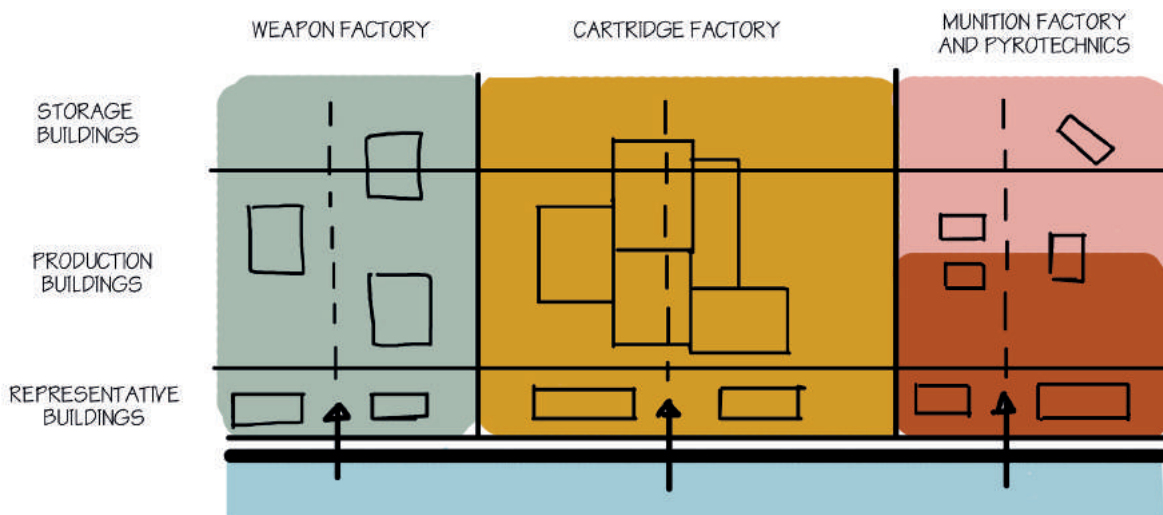 WEAPON FACTORY
CARTRIDGE FACTORY
MUNITION FACTORY
AND PYROTECHNICS
STORAGE
BUILDINGS
PRODUCTION
BUILDINGS
REPRESENTATIVE
BUILDINGS